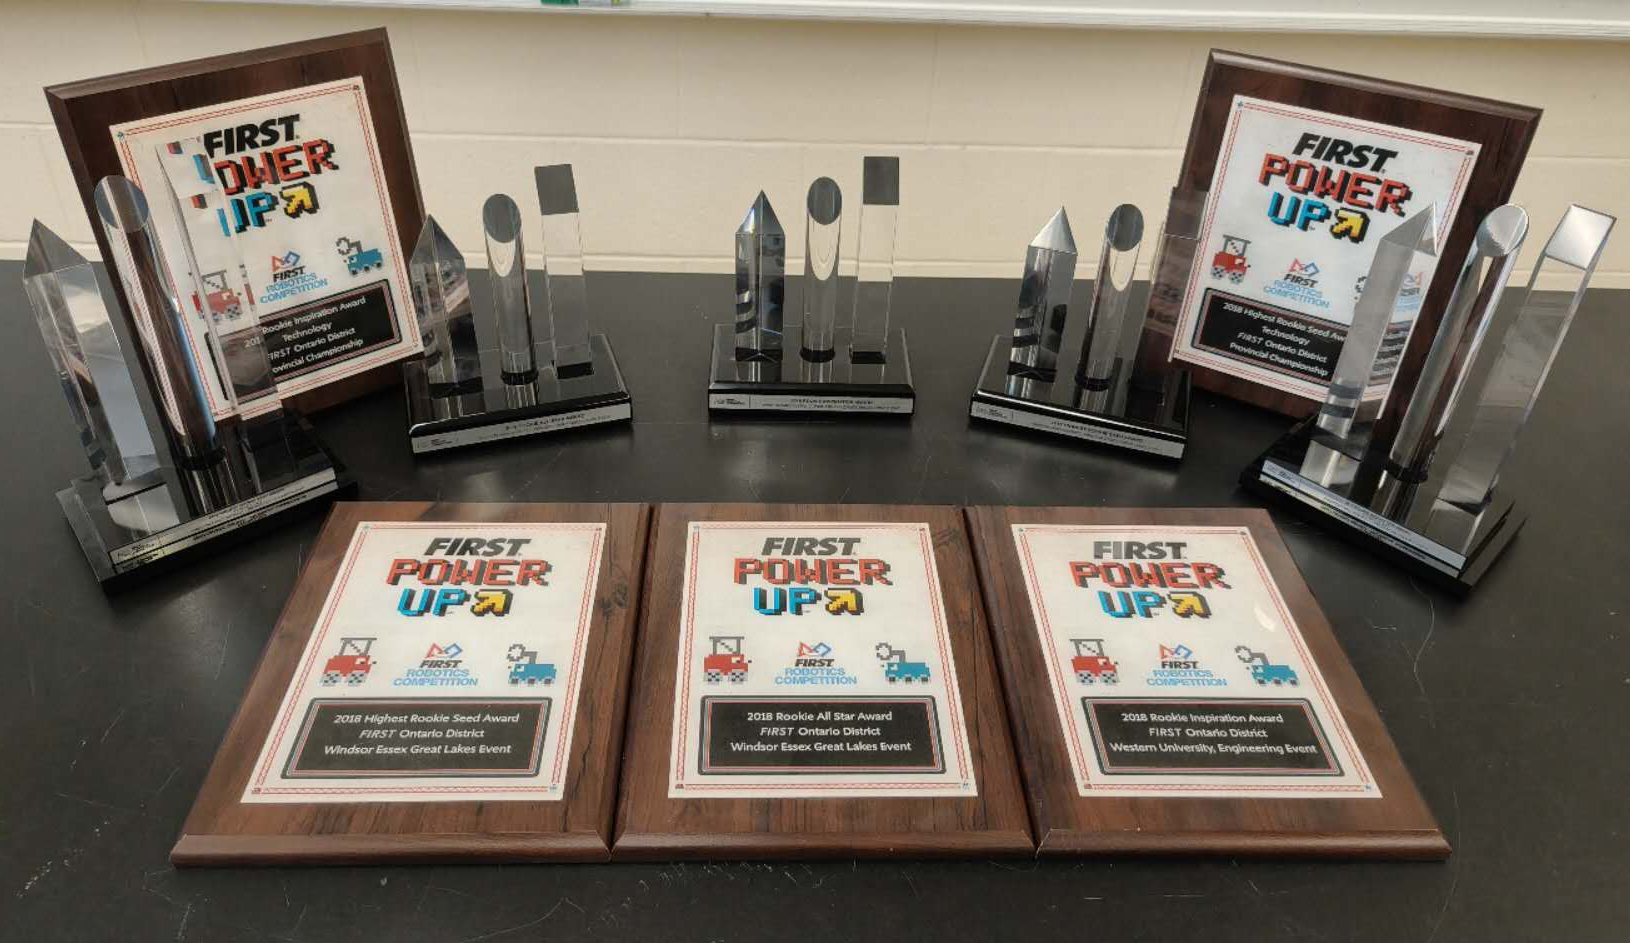 FIRST
POWER
UP
FIRST
ROBOTICS
COMPETITION
Rookie Inspiration Award
Technology
FIRST Ontario District
Provincial Championship
FIRST
POWER
UP
FIRST
ROBOTICS
COMPETITION
2018 Highest Rookie Seed
Technology
FIRST Ontario District
Provincial Championship
FIRST
POWER
UP
FIRST
ROBOTICS
COMPETITION
2018 Highest Rookie Seed Award
FIRST Ontario District
Windsor Essex Great Lakes Event
FIRST
POWER
UP
FIRST
ROBOTICS
COMPETITION
2018 Rookie All Star Award
FIRST Ontario District
Windsor Essex Great Lakes Event
FIRST
POWER
UP
FIRST
ROBOTICS
COMPETITION
2018 Rookie Inspiration Award
FIRST Ontario District
Western University, Engineering Event